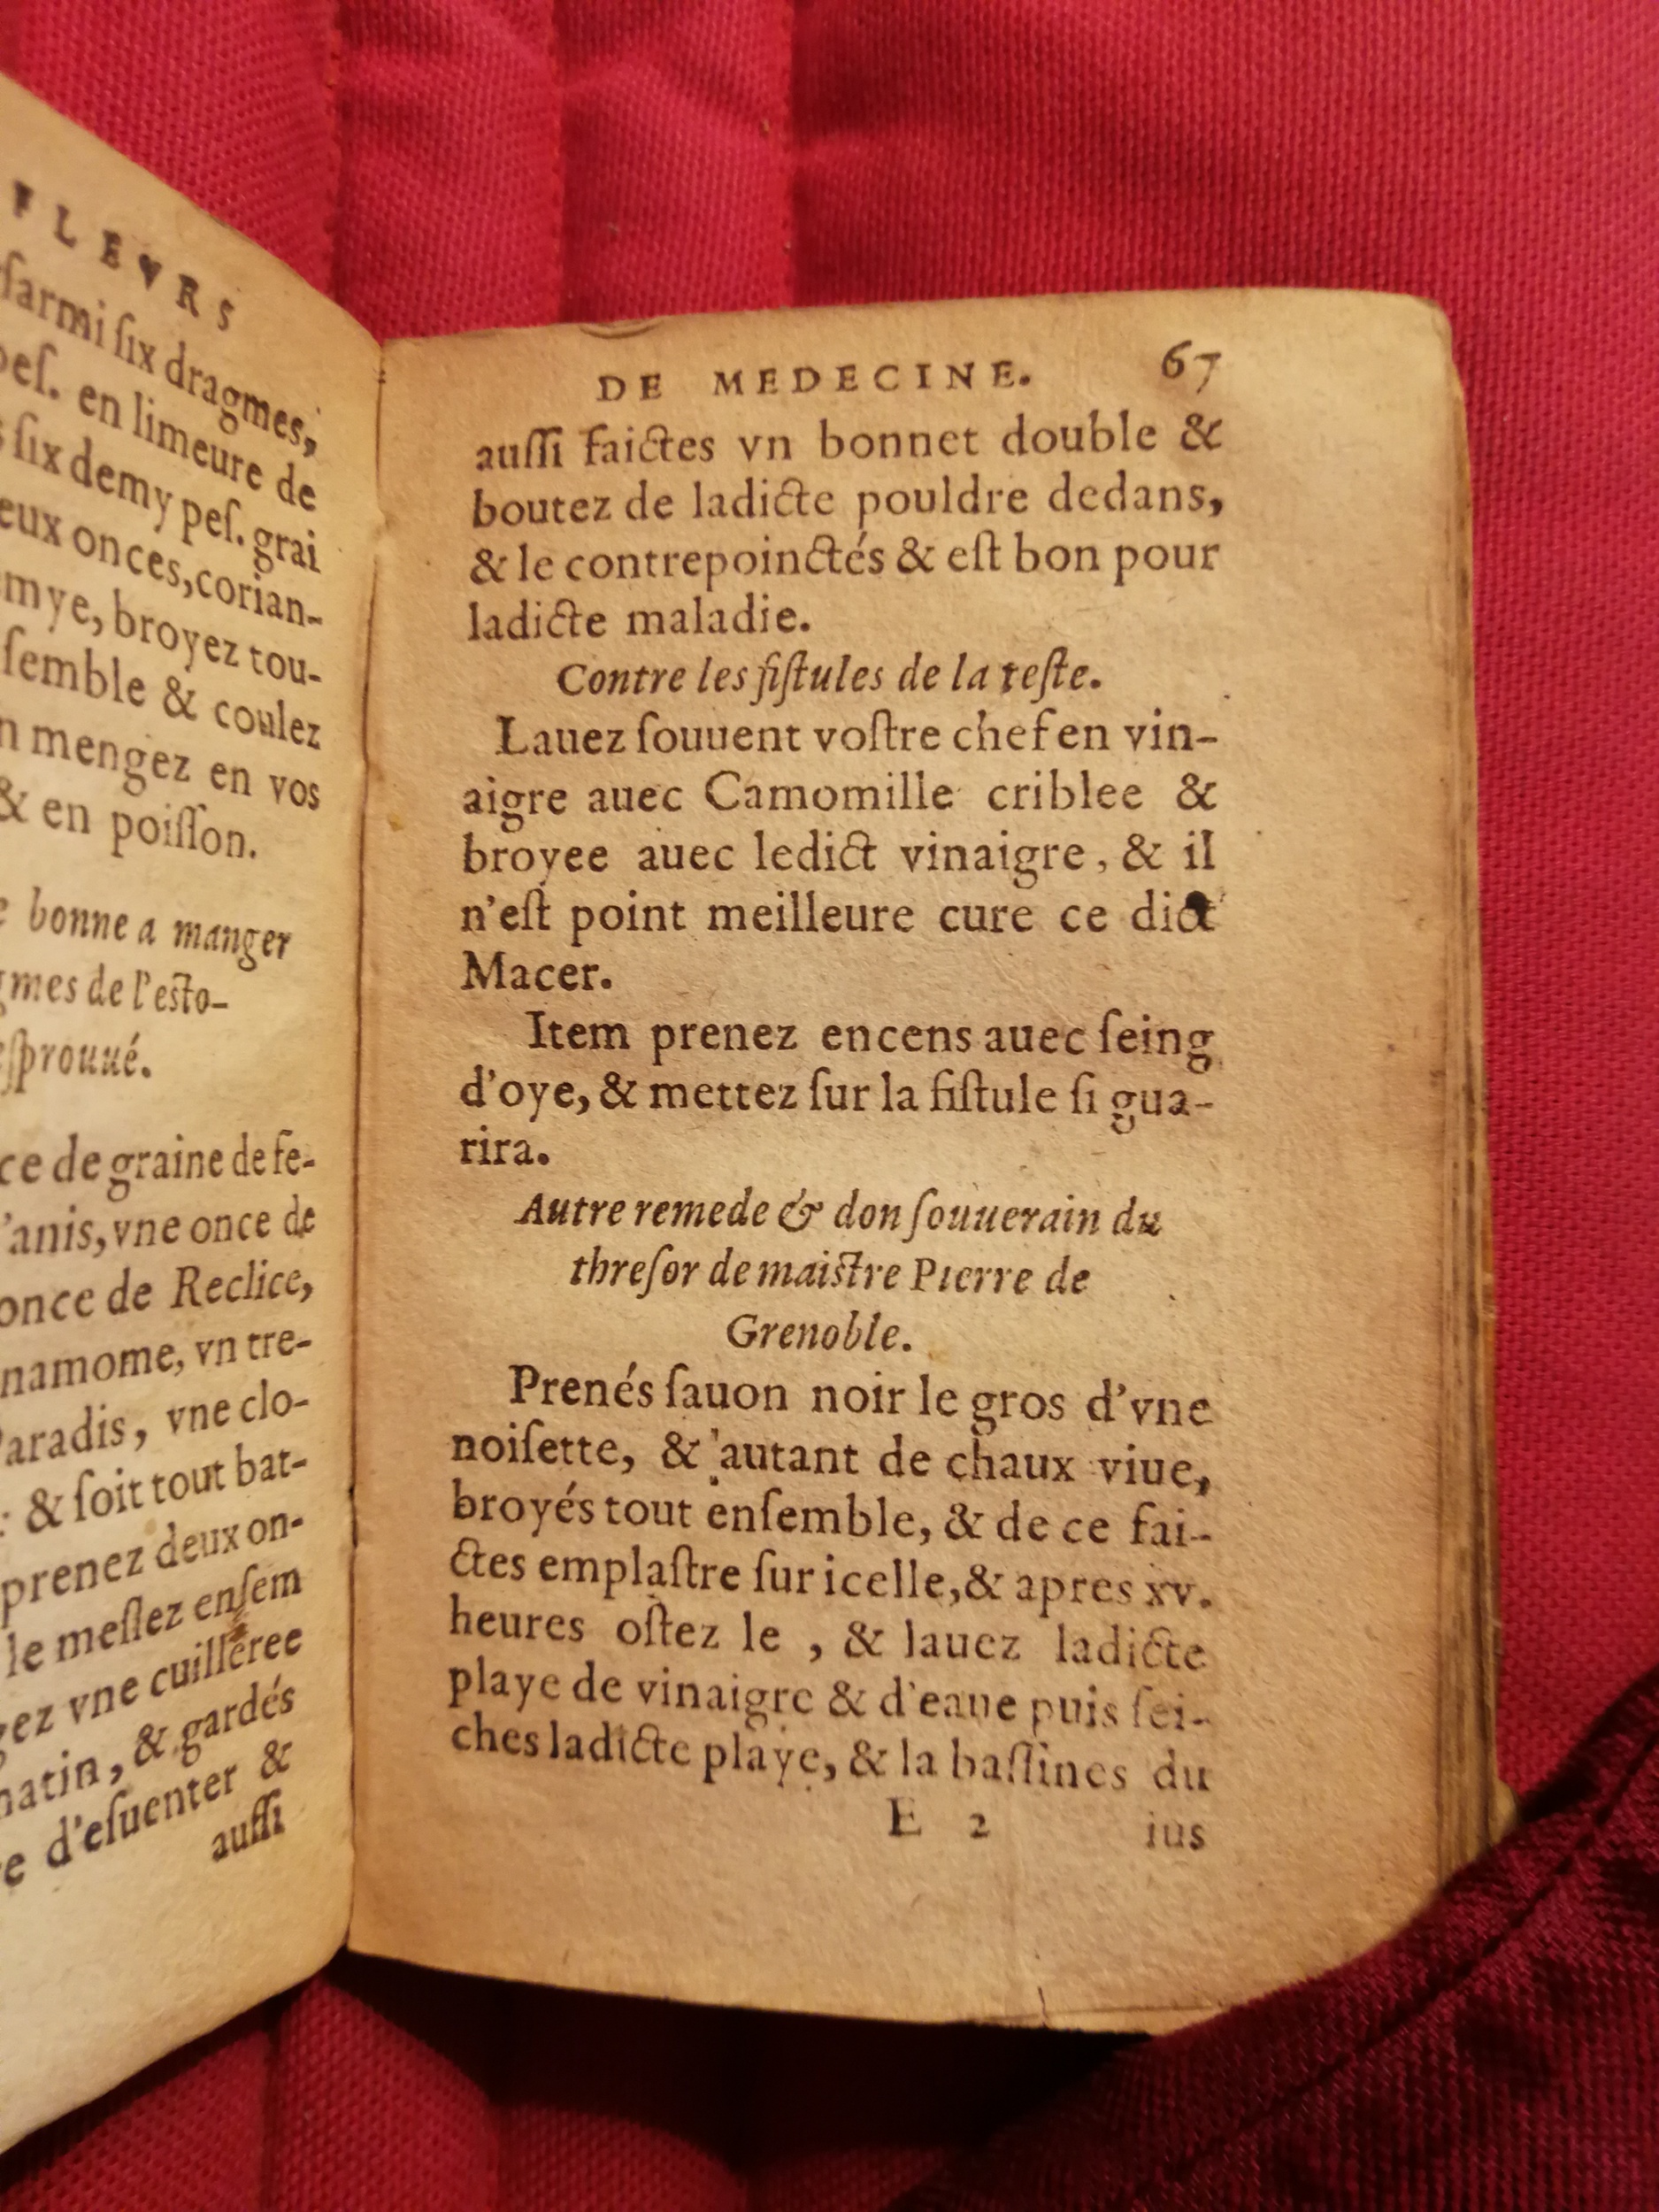 FLEVRS
ſarmi ſix dragmes,
peſ. en limeure de
ſix demy peſ. grai
eux onces, corian-
mye, broyez tou-
ſemble & coulez
n mengez en vos
& en poiſſon.
bonne a manger
gmes de l'esto-
eſprouué.
ce de graine de fe-
'anis, vne once de
once de Reclice,
namome, vn tre-
Paradis, vne clo-
& ſoit tout bat-
prenez deux on-
le meſlez enſem
gez vne cuilleree
matin, & gardés
e d'eſuenter &
auſſi
DE MEDECINE. 67
auſſi faictes vn bonnet double &
boutez de ladicte pouldre dedans,
& le contrepoinctés & eſt bon pour
ladicte maladie.
Contre les fiſtules de la teſte.
Lauez ſouuent voſtre chef en vin-
aigre auec Camomille criblee &
broyee auec ledict vinaigre, & il
n'eſt point meilleure cure ce dict
Macer.
Item prenez encens auec ſeing
d'oye, & mettez ſur la fiſtule ſi gua-
rira.
Autre remede & don ſouuerain du
threſor de maistre Pierre de
Grenoble.
Prenés ſauon noir le gros d'vne
noiſette, & autant de chaux viue,
broyés tout enſemble, & de ce fai-
ctes emplaſtre ſur icelle, & apres xv.
heures oſtez le, & lauez ladicte
playe de vinaigre & d'eaue puis ſei-
ches ladicte playe, & la baſſines du
E 2 ius